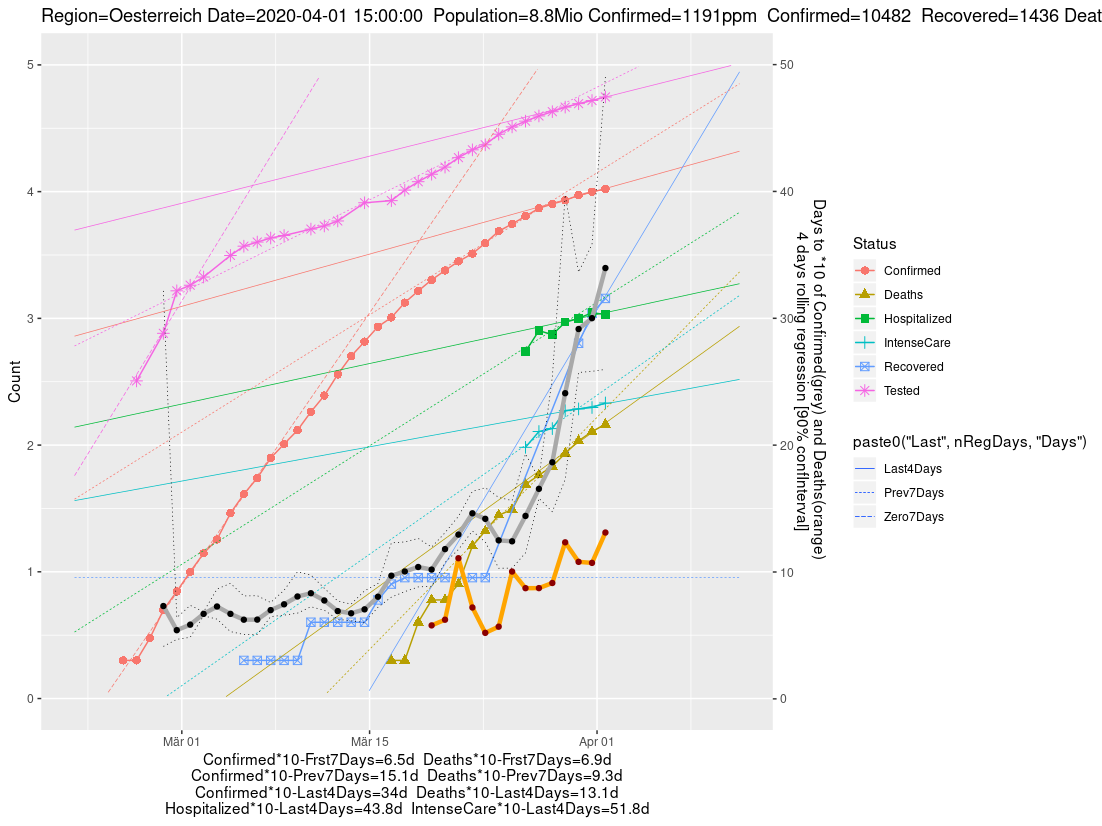 Region=Oesterreich Date=2020-04-01 15:00:00  Population=8.8Mio Confirmed=1191ppm  Confirmed=10482  Recovered=1436 Deat
5
4
3
2
1
0
Count
50
40
30
20
10
0
Days to *10 of Confirmed(grey) and Deaths(orange)
4 days rolling regression [90% confInterval]
Mär 01
Mär 15
Apr 01
Confirmed*10-Frst7Days=6.5d  Deaths*10-Frst7Days=6.9d
Confirmed*10-Prev7Days=15.1d  Deaths*10-Prev7Days=9.3d
Confirmed*10-Last4Days=34d  Deaths*10-Last4Days=13.1d
Hospitalized*10-Last4Days=43.8d  IntenseCare*10-Last4Days=51.8d
Status
Confirmed
Deaths
Hospitalized
IntenseCare
Recovered
Tested
paste0("Last", nRegDays, "Days")
Last4Days
Prev7Days
Zero7Days